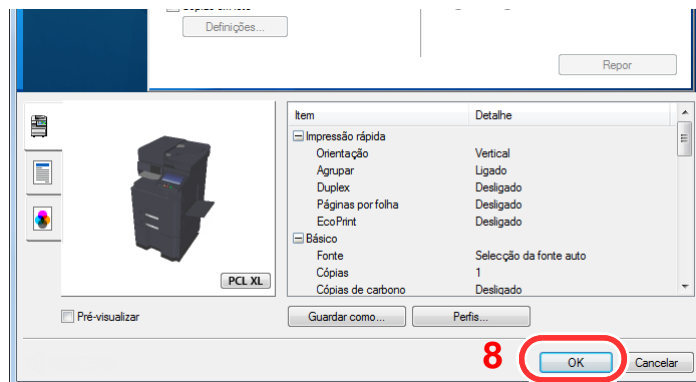 Definições...
Repor
Item Detalhe
Impressão rápida
Orientação Vertical
Agrupar Ligado
Duplex Desligado
Páginas por folha Desligado
EcoPrint Desligado
Básico
Fonte Selecção da fonte auto
Cópias 1
Cópias de carbono Desligado
PCL XL
Pré-visualizar
Guardar como... Perfis...
8 OK Cancelar